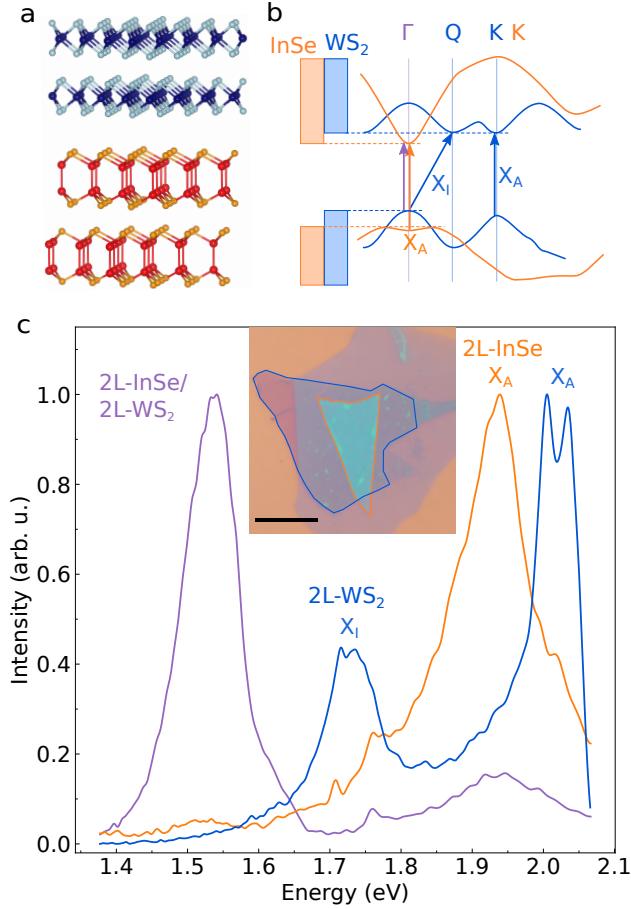 a
b
InSe WS₂ Γ Q K K
X_I X_A
X_A
c
2L-InSe/
2L-WS₂
2L-InSe
X_A X_A
2L-WS₂
X_I
Intensity (arb. u.)
1.0
0.8
0.6
0.4
0.2
0.0
1.4 1.5 1.6 1.7 1.8 1.9 2.0 2.1
Energy (eV)